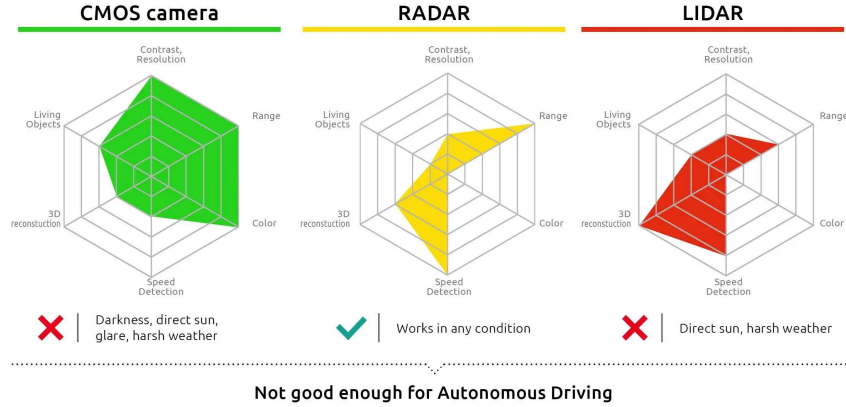 CMOS camera
Contrast,
Resolution
Living
Objects
Range
3D
reconstuction
Color
Speed
Detection
Darkness, direct sun,
glare, harsh weather
RADAR
Contrast,
Resolution
Living
Objects
Range
3D
reconstruction
Color
Speed
Detection
Works in any condition
LIDAR
Contrast,
Resolution
Living
Objects
Range
3D
reconstruction
Color
Speed
Detection
Direct sun, harsh weather
Not good enough for Autonomous Driving